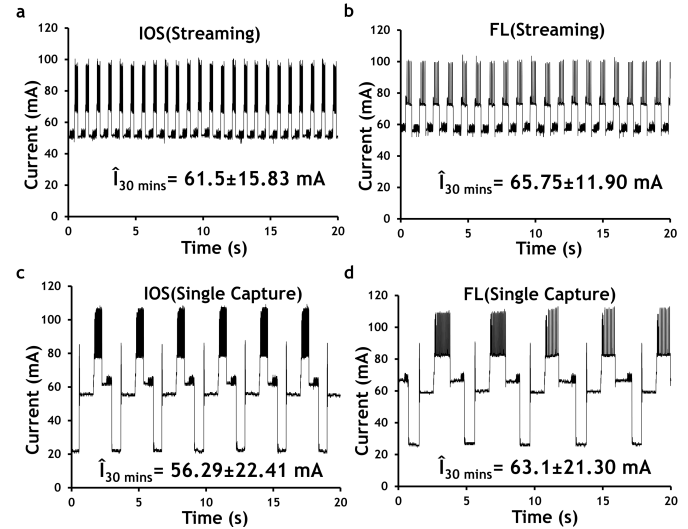 a
IOS(Streaming)
120
100
80
60
40
20
0
Current (mA)
Î30 mins= 61.5±15.83 mA
0 5 10 15 20
Time (s)
b
FL(Streaming)
120
100
80
60
40
20
0
Current (mA)
Î30 mins= 65.75±11.90 mA
0 5 10 15 20
Time (s)
c
IOS(Single Capture)
120
100
80
60
40
20
0
Current (mA)
Î30 mins= 56.29±22.41 mA
0 5 10 15 20
Time (s)
d
FL(Single Capture)
120
100
80
60
40
20
0
Current (mA)
Î30 mins= 63.1±21.30 mA
0 5 10 15 20
Time (s)